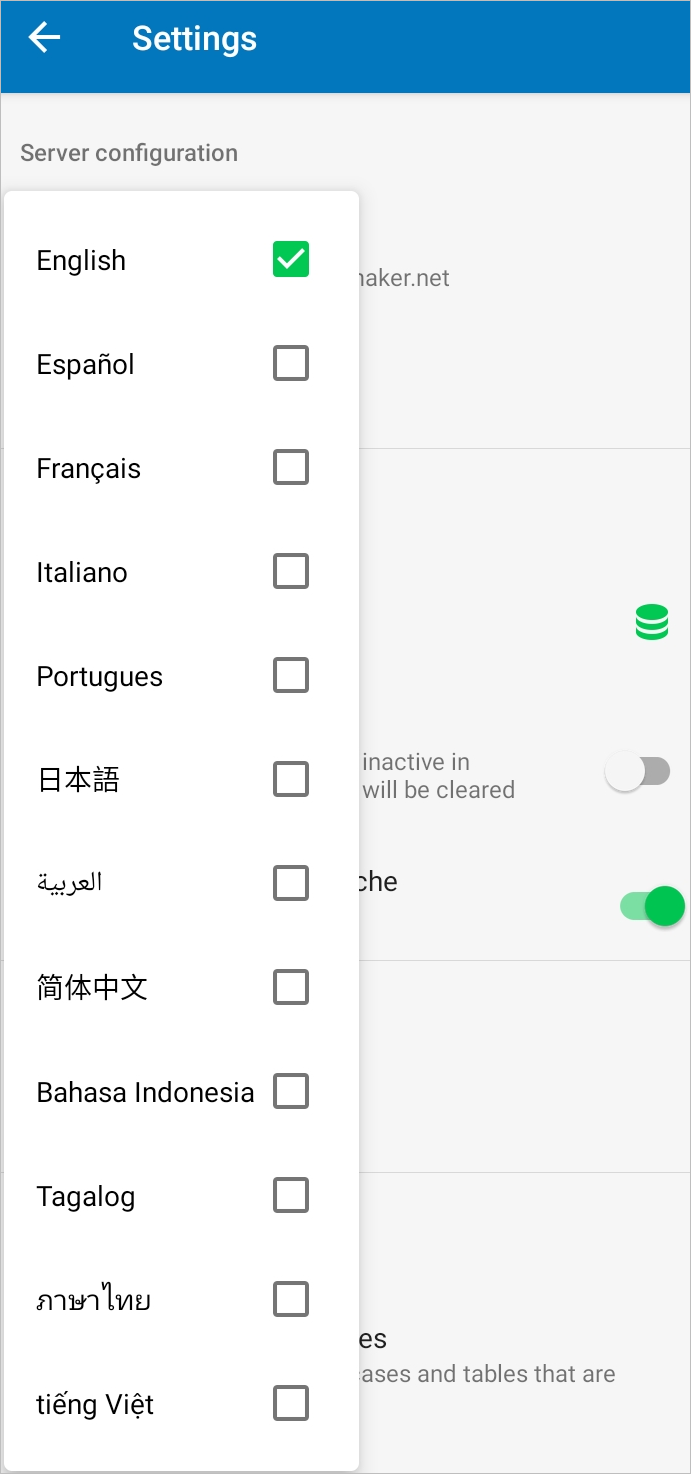 Settings
Server configuration
English
naker.net
Español
Français
Italiano
Portugues
inactive in
日本語
will be cleared
العربية
che
简体中文
Bahasa Indonesia
Tagalog
ภาษาไทย
es
ases and tables that are
tiếng Việt